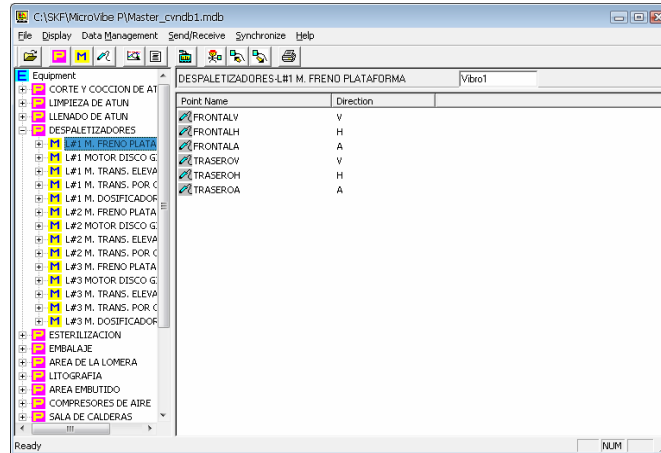 C:\SKF\MicroVibe P\Master_cvndb1.mdb
File Display Data Management Send/Receive Synchronize Help
P M
E Equipment
P CORTE Y COCCION DE AT
P LIMPIEZA DE ATUN
P LLENADO DE ATUN
P DESPALETIZADORES
M L#1 M. FRENO PLATA
M L#1 MOTOR DISCO G
M L#1 M. TRANS. ELEVA
M L#1 M. TRANS. POR C
M L#1 M. DOSIFICADOR
M L#2 M. FRENO PLATA
M L#2 MOTOR DISCO G
M L#2 M. TRANS. ELEVA
M L#2 M. TRANS. POR C
M L#3 M. FRENO PLATA
M L#3 MOTOR DISCO G
M L#3 M. TRANS. ELEVA
M L#3 M. TRANS. POR C
M L#3 M. DOSIFICADOR
P ESTERILIZACION
P EMBALAJE
P AREA DE LA LOMERA
P LITOGRAFIA
P AREA EMBUTIDO
P COMPRESORES DE AIRE
P SALA DE CALDERAS
DESPALETIZADORES-L#1 M. FRENO PLATAFORMA Vibro1
Point Name Direction
FRONTALV V
FRONTALH H
FRONTALA A
TRASEROV V
TRASEROH H
TRASEROA A
Ready NUM